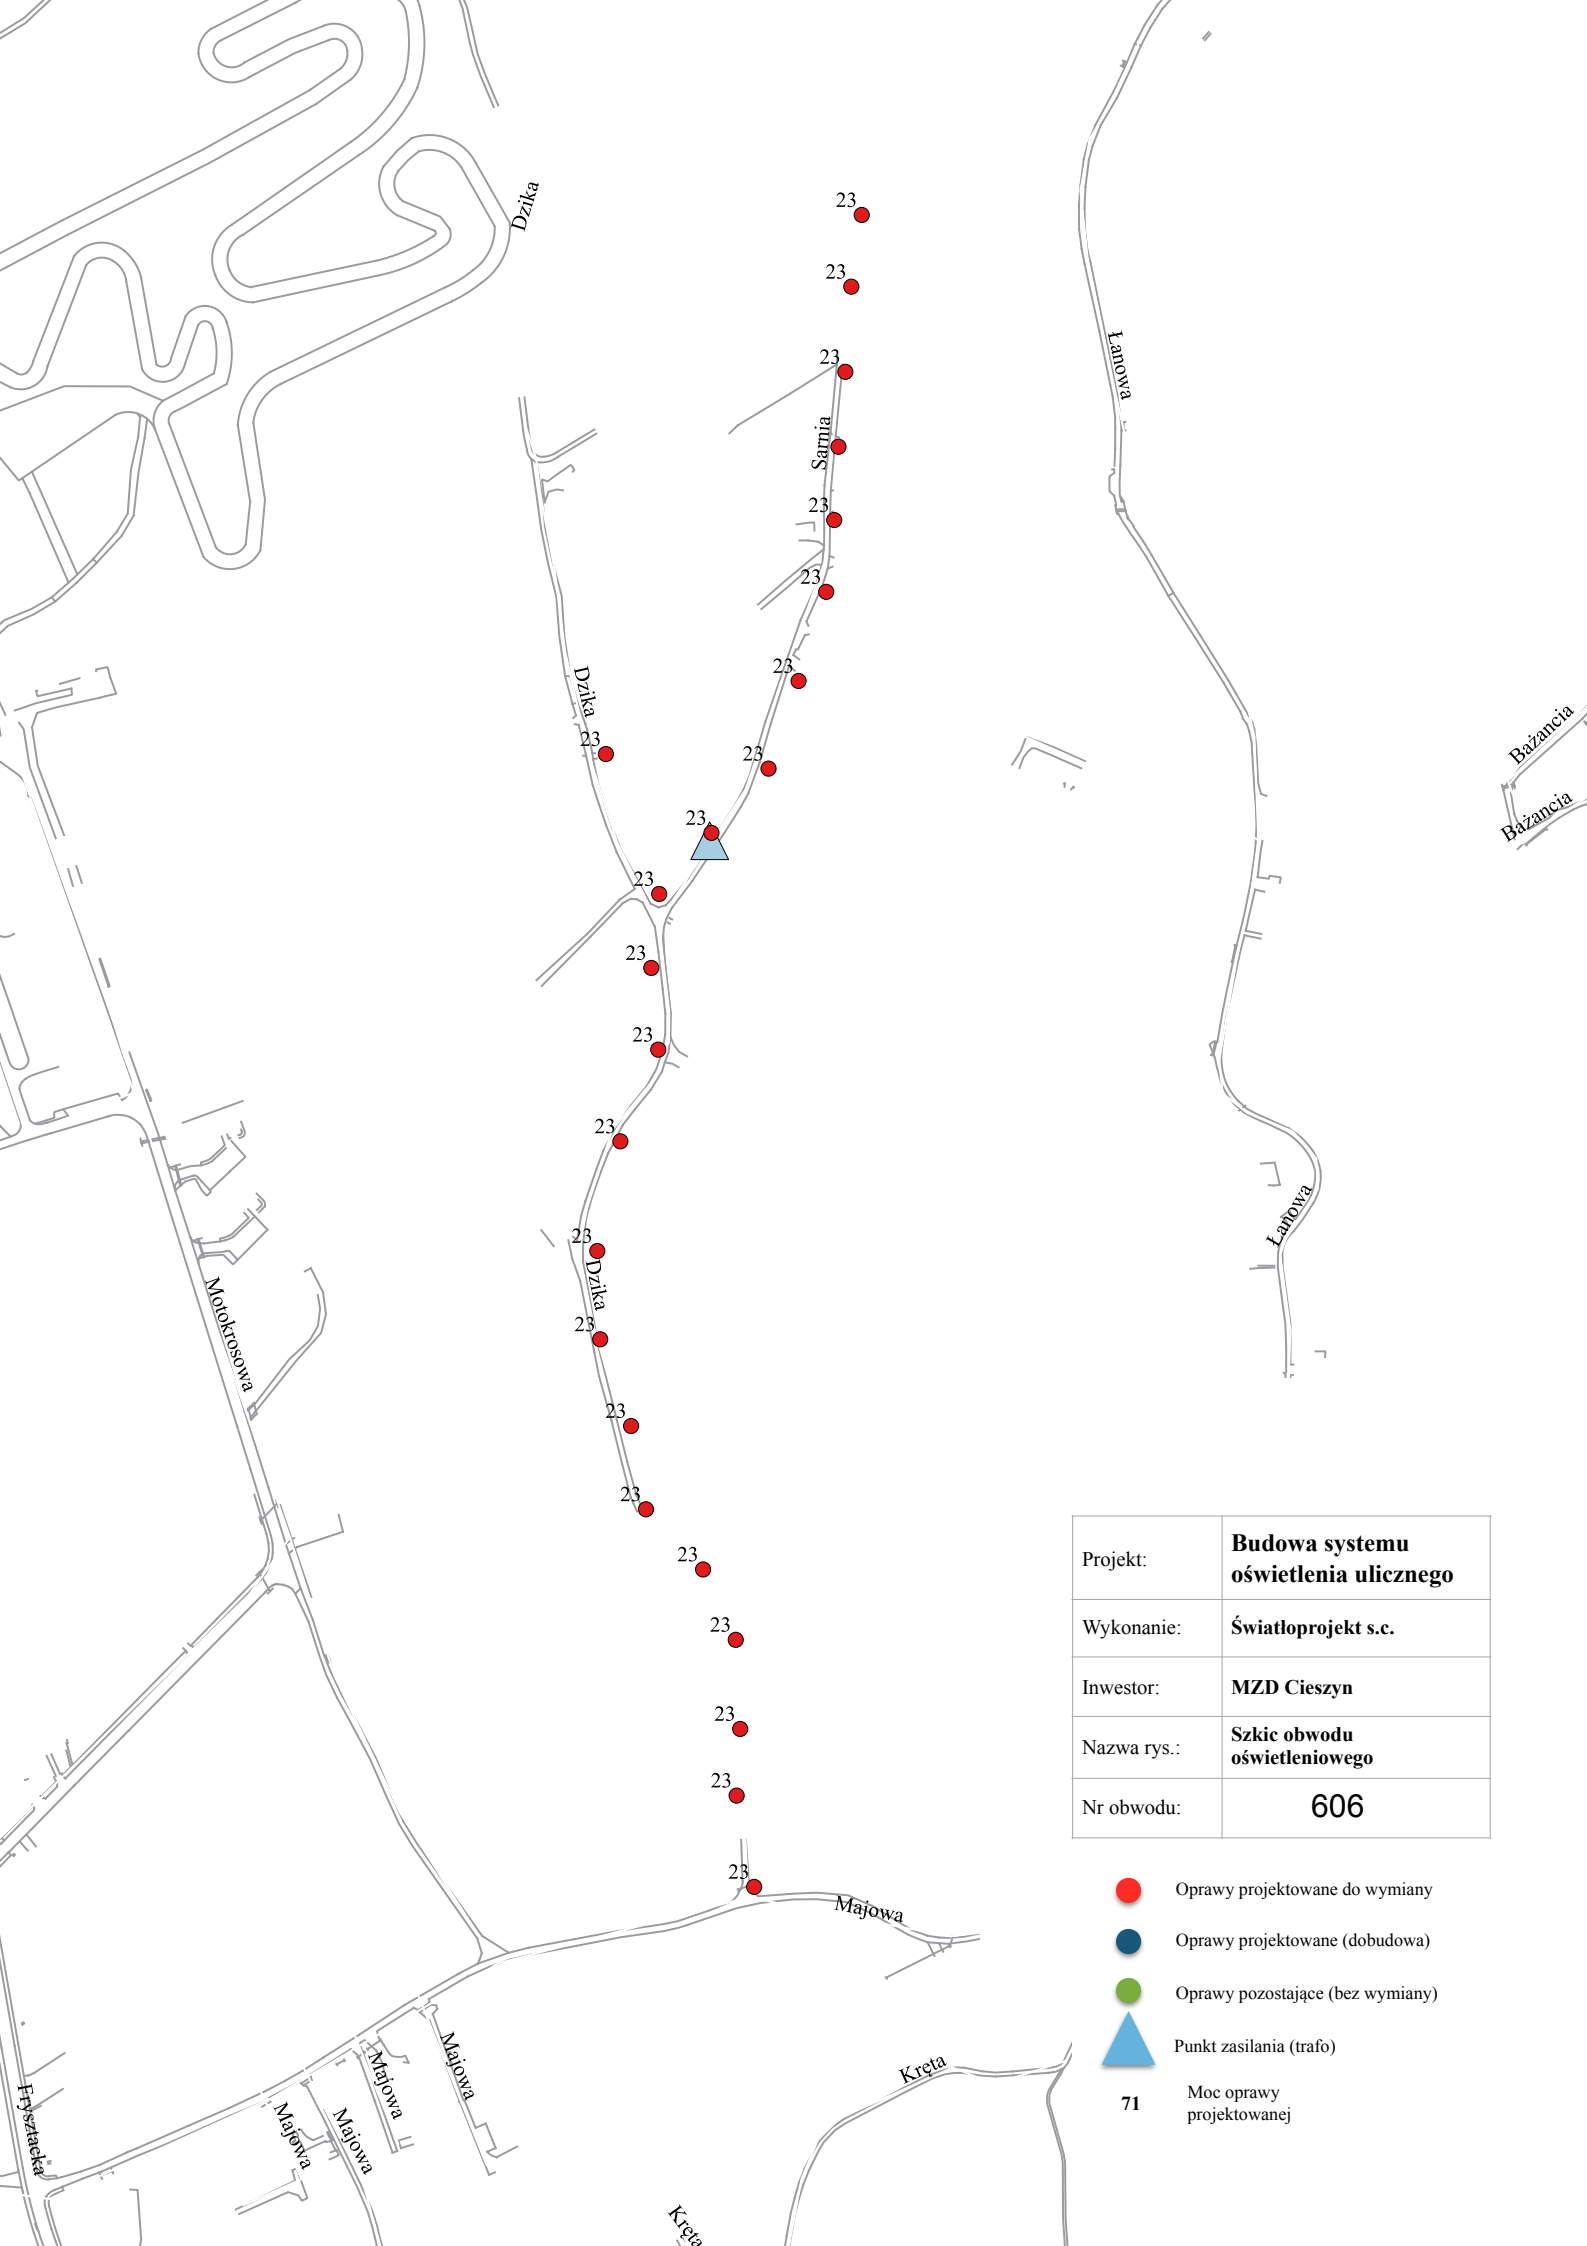 Dzika
23
23
Łanowa
23
Sarnia
23
23
23
23
Dzika
23
23
Bażancia
Bażancia
23
23
23
23
23
Łanowa
23
Dzika
Motokrosowa
23
23
23
23
23
23
23
23
Majowa
Majowa
Majowa
Majowa
Majowa
Frysztacka
Kręta
Kręta
Projekt:
Budowa systemu
oświetlenia ulicznego
Wykonanie:
Światłoprojekt s.c.
Inwestor:
MZD Cieszyn
Nazwa rys.:
Szkic obwodu
oświetleniowego
Nr obwodu:
606
Oprawy projektowane do wymiany
Oprawy projektowane (dobudowa)
Oprawy pozostające (bez wymiany)
Punkt zasilania (trafo)
71
Moc oprawy
projektowanej